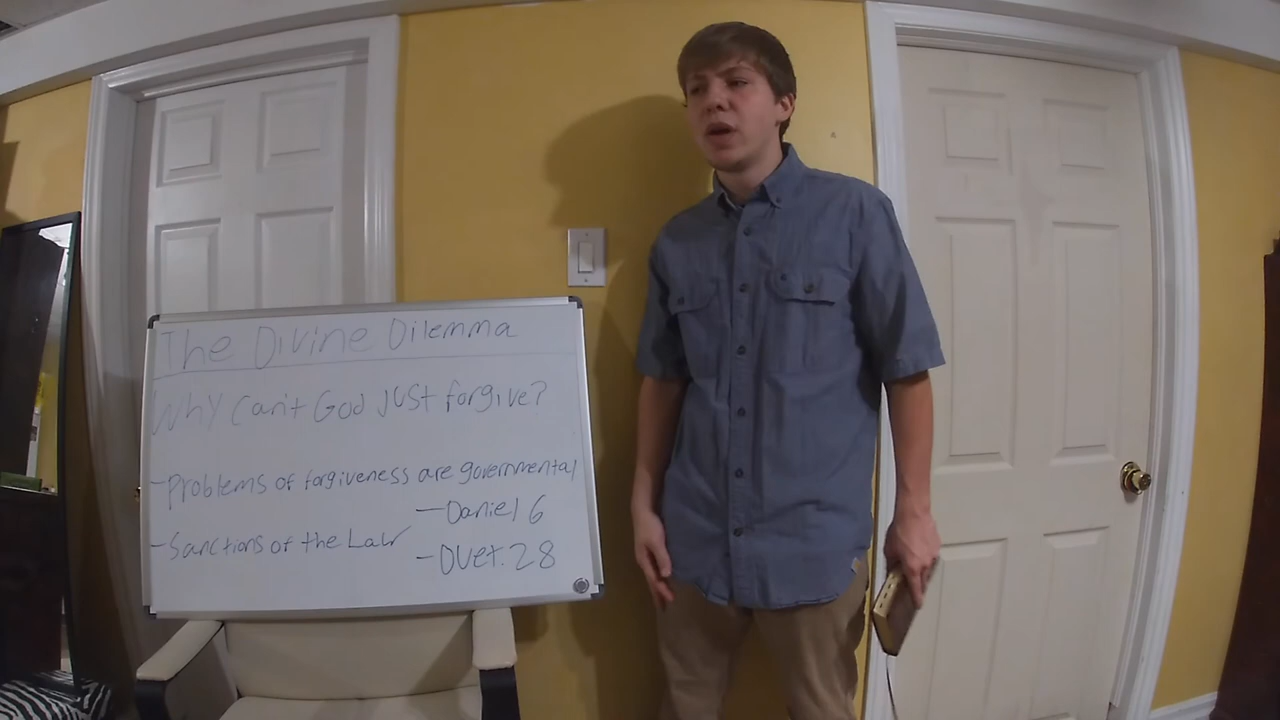 The Divine Dilemma
Why can't God just forgive?
-Problems of forgiveness are governmental
-Daniel 6
-Sanctions of the Law
-Duet. 28